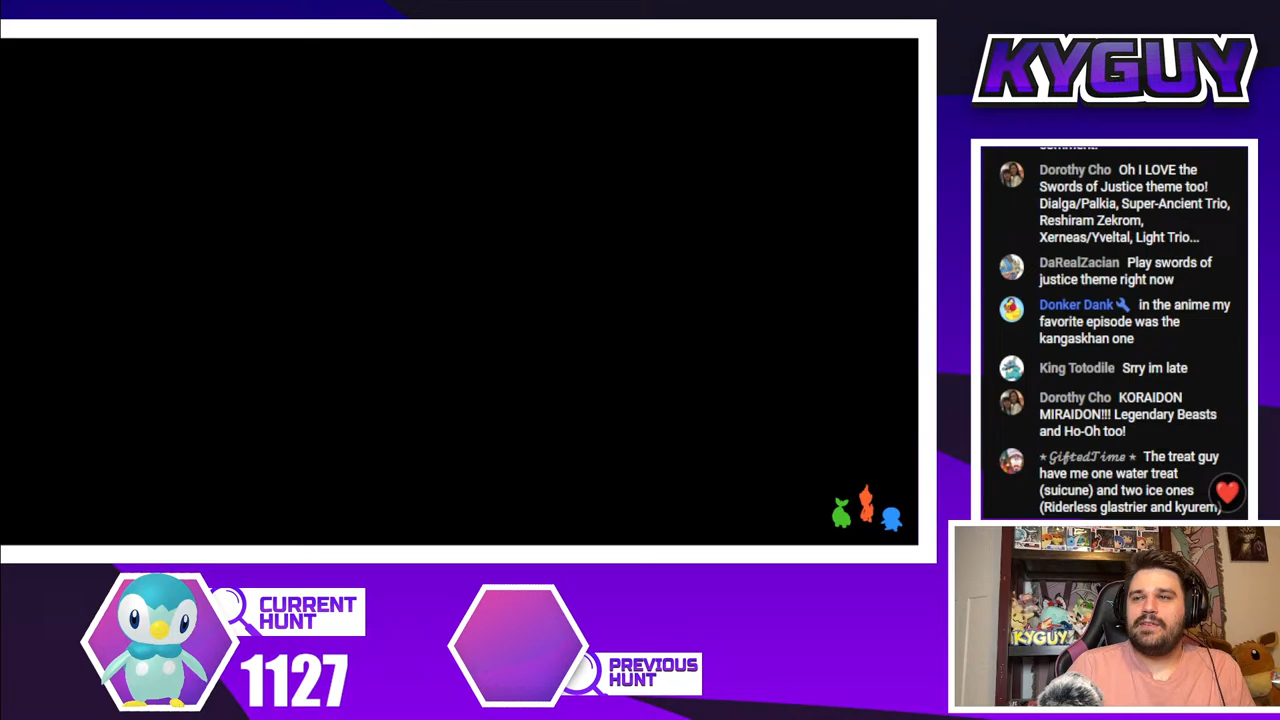 KYGUY
Dorothy Cho Oh I LOVE the
Swords of Justice theme too!
Dialga/Palkia, Super-Ancient Trio,
Reshiram Zekrom,
Xerneas/Yveltal, Light Trio...
DaRealZacian Play swords of
justice theme right now
Donker Dank in the anime my
favorite episode was the
kangaskhan one
King Totodile Srry im late
Dorothy Cho KORAIDON
MIRAIDON!!! Legendary Beasts
and Ho-Oh too!
⋆ 𝓖𝓲𝓯𝓽𝓮𝓭𝓣𝓲𝓶𝓮 ⋆ The treat guy
have me one water treat
(suicune) and two ice ones
(Riderless glastrier and kyurem)
CURRENT
HUNT
1127
PREVIOUS
HUNT
KYGUY